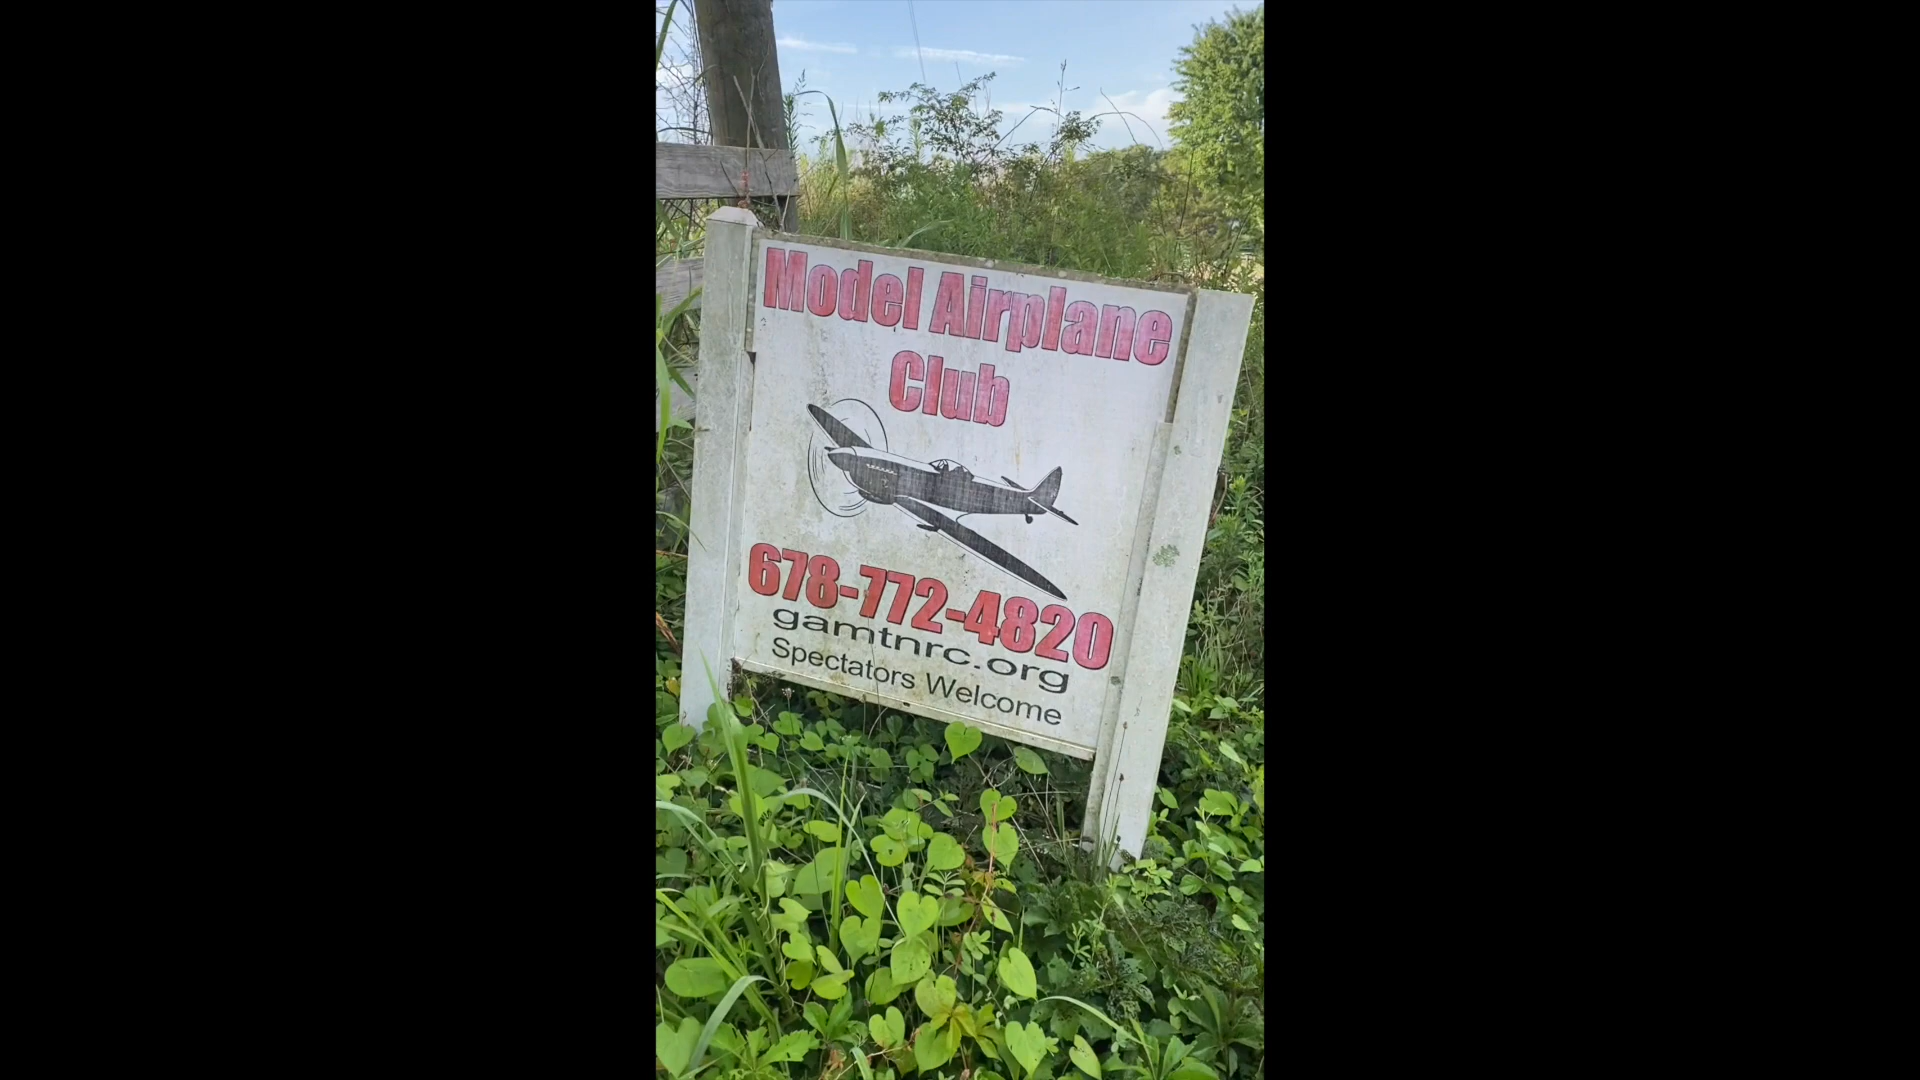 Model Airplane
Club
678-772-4820
gamtnrc.org
Spectators Welcome